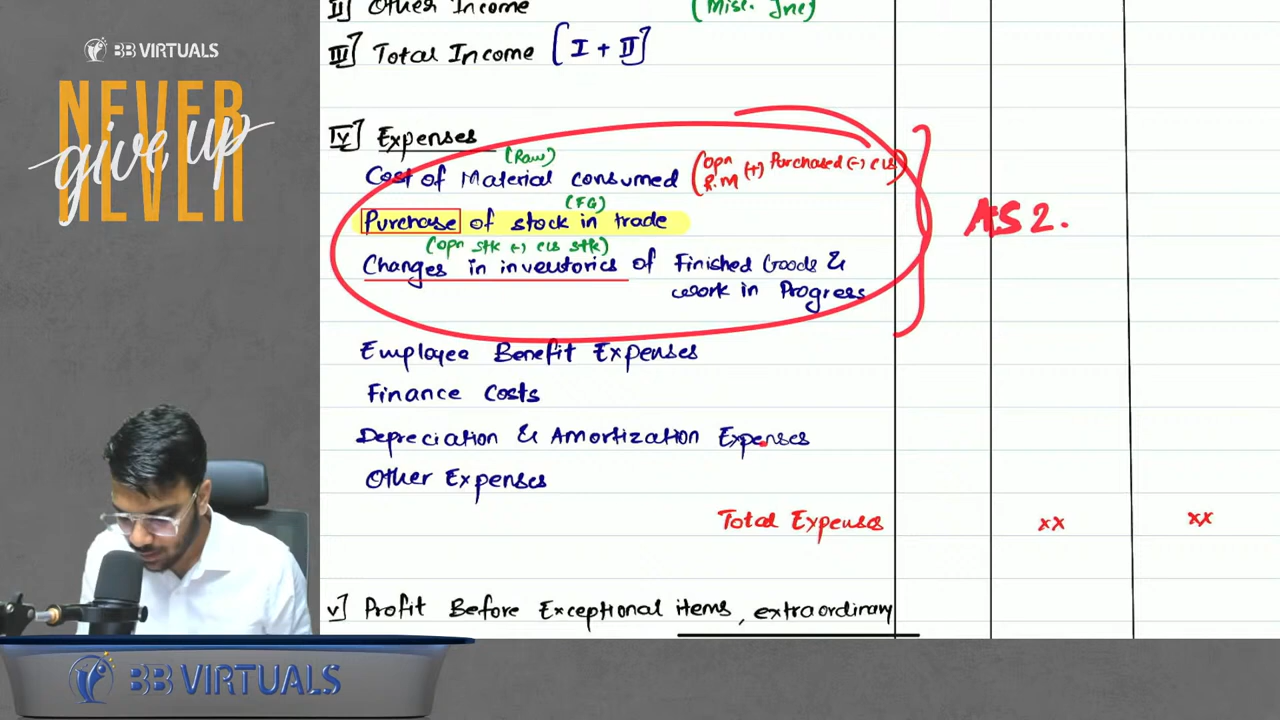 BB VIRTUALS
NEVER
give up
NEVER
II] Other Income (Misc. Inc)
III] Total Income [I + II]
IV] Expenses
(Raw)
Cost of Material consumed (opn R.M (+) Purchased (-) cls)
(FG)
Purchase of stock in trade
AS 2.
(opn stk (-) cls stk)
Changes in inventories of Finished Goods &
work in Progress
Employee Benefit Expenses
Finance Costs
Depreciation & Amortization Expenses
Other Expenses
Total Expenses xx xx
V] Profit Before Exceptional items, extraordinary
BB VIRTUALS